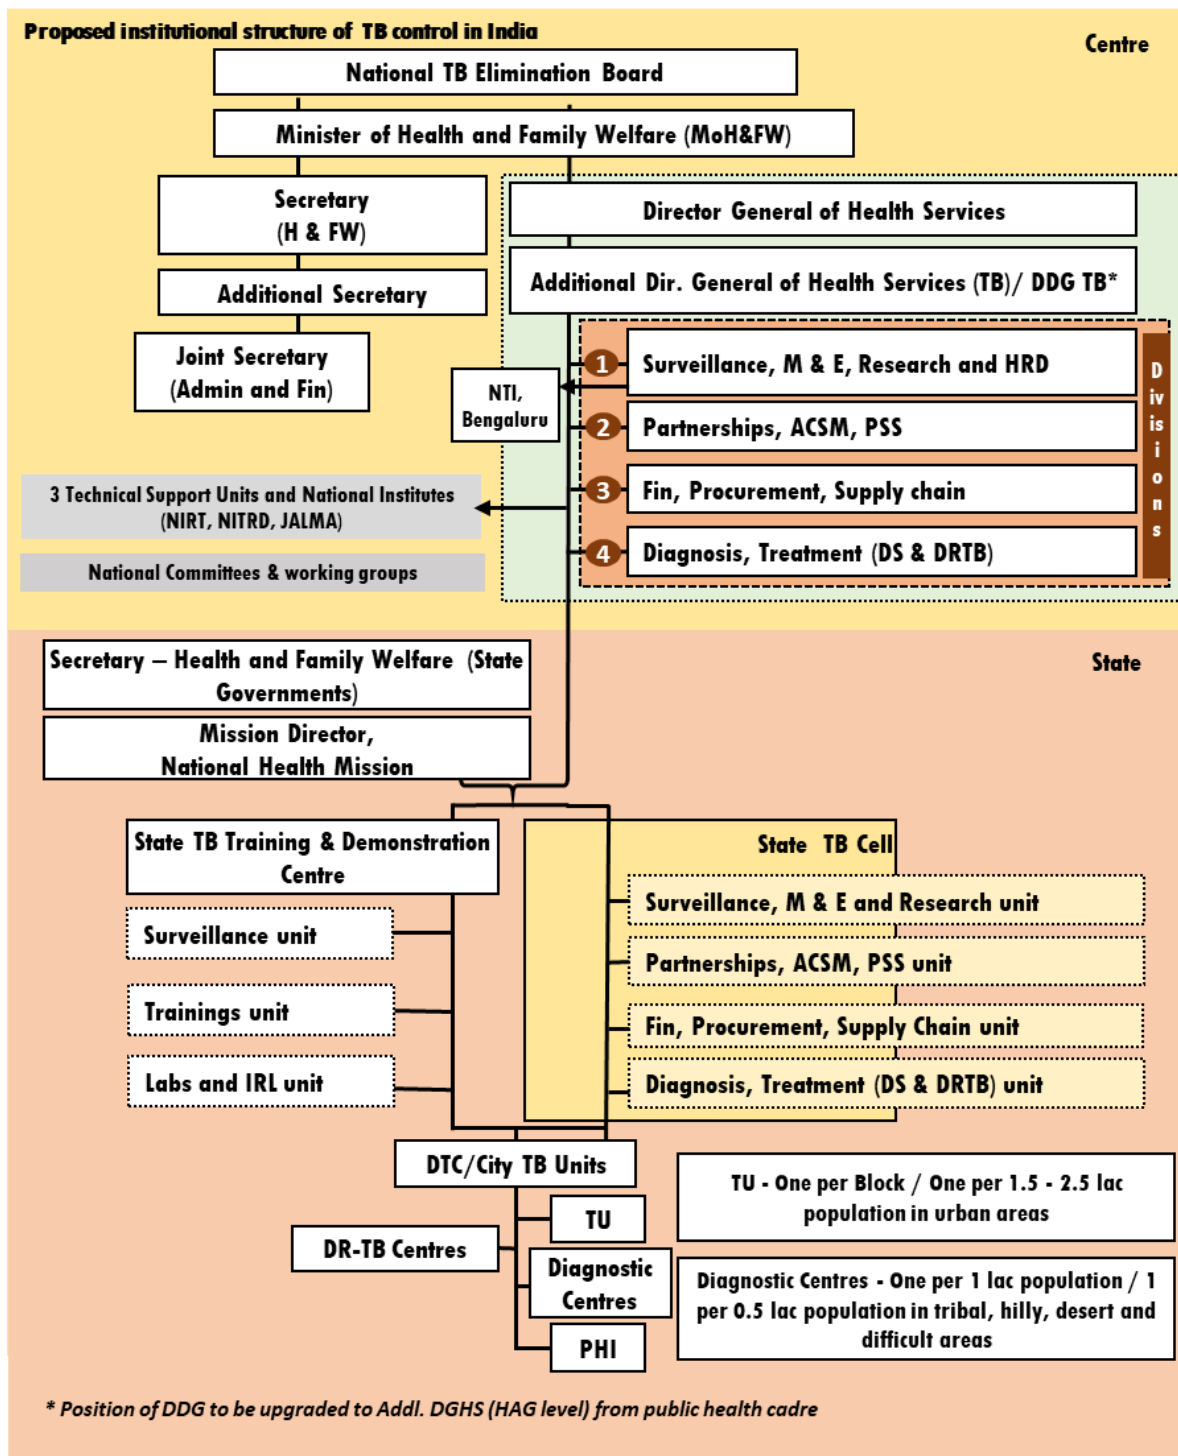 Proposed institutional structure of TB control in India
Centre
National TB Elimination Board
Minister of Health and Family Welfare (MoH&FW)
Secretary
(H & FW)
Additional Secretary
Joint Secretary
(Admin and Fin)
Director General of Health Services
Additional Dir. General of Health Services (TB)/ DDG TB*
1
Surveillance, M & E, Research and HRD
NTI,
Bengaluru
2
Partnerships, ACSM, PSS
3
Fin, Procurement, Supply chain
4
Diagnosis, Treatment (DS & DRTB)
D
iv
is
i
o
n
s
3 Technical Support Units and National Institutes
(NIRT, NITRD, JALMA)
National Committees & working groups
State
Secretary – Health and Family Welfare (State
Governments)
Mission Director,
National Health Mission
State TB Training & Demonstration
Centre
Surveillance unit
Trainings unit
Labs and IRL unit
State TB Cell
Surveillance, M & E and Research unit
Partnerships, ACSM, PSS unit
Fin, Procurement, Supply Chain unit
Diagnosis, Treatment (DS & DRTB) unit
DTC/City TB Units
TU
DR-TB Centres
Diagnostic
Centres
PHI
TU - One per Block / One per 1.5 - 2.5 lac
population in urban areas
Diagnostic Centres - One per 1 lac population / 1
per 0.5 lac population in tribal, hilly, desert and
difficult areas
* Position of DDG to be upgraded to Addl. DGHS (HAG level) from public health cadre